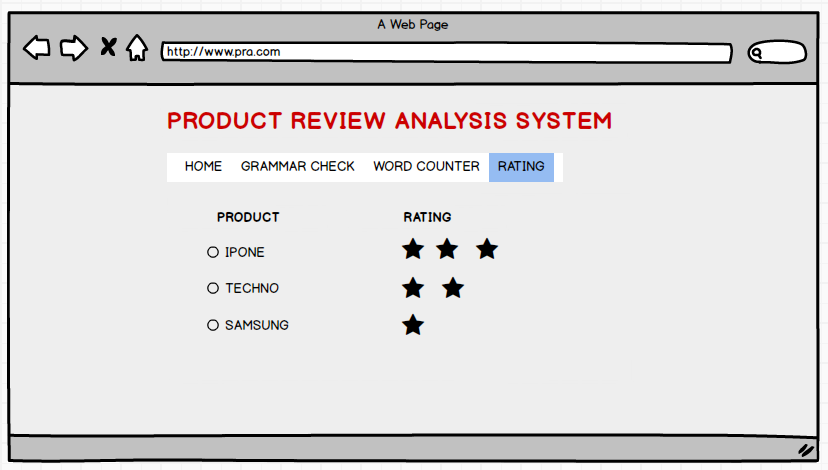 A Web Page
http://www.pra.com
PRODUCT REVIEW ANALYSIS SYSTEM
HOME GRAMMAR CHECK WORD COUNTER RATING
PRODUCT RATING
IPONE
TECHNO
SAMSUNG